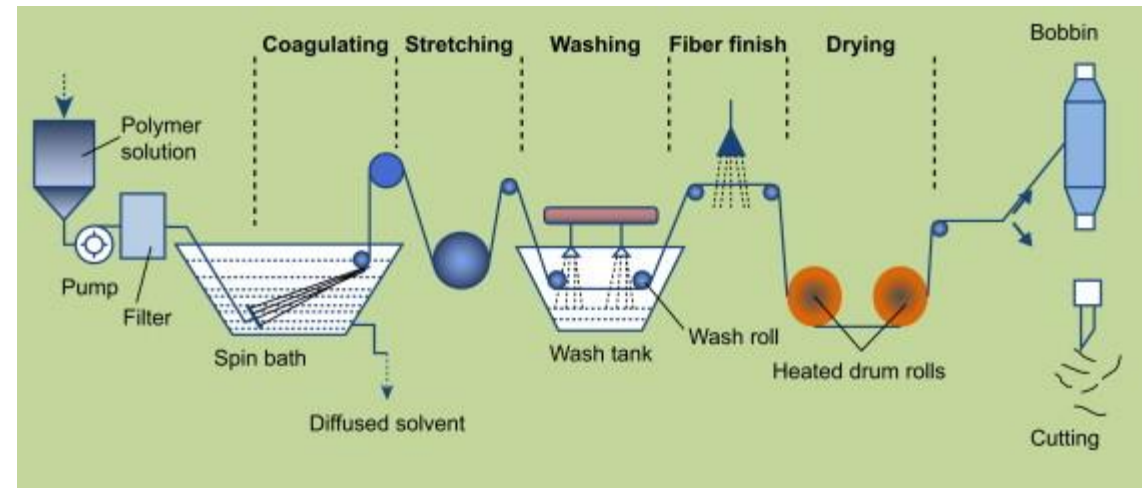 Coagulating
Stretching
Washing
Fiber finish
Drying
Bobbin
Polymer
solution
Pump
Filter
Spin bath
Diffused solvent
Wash tank
Wash roll
Heated drum rolls
Cutting